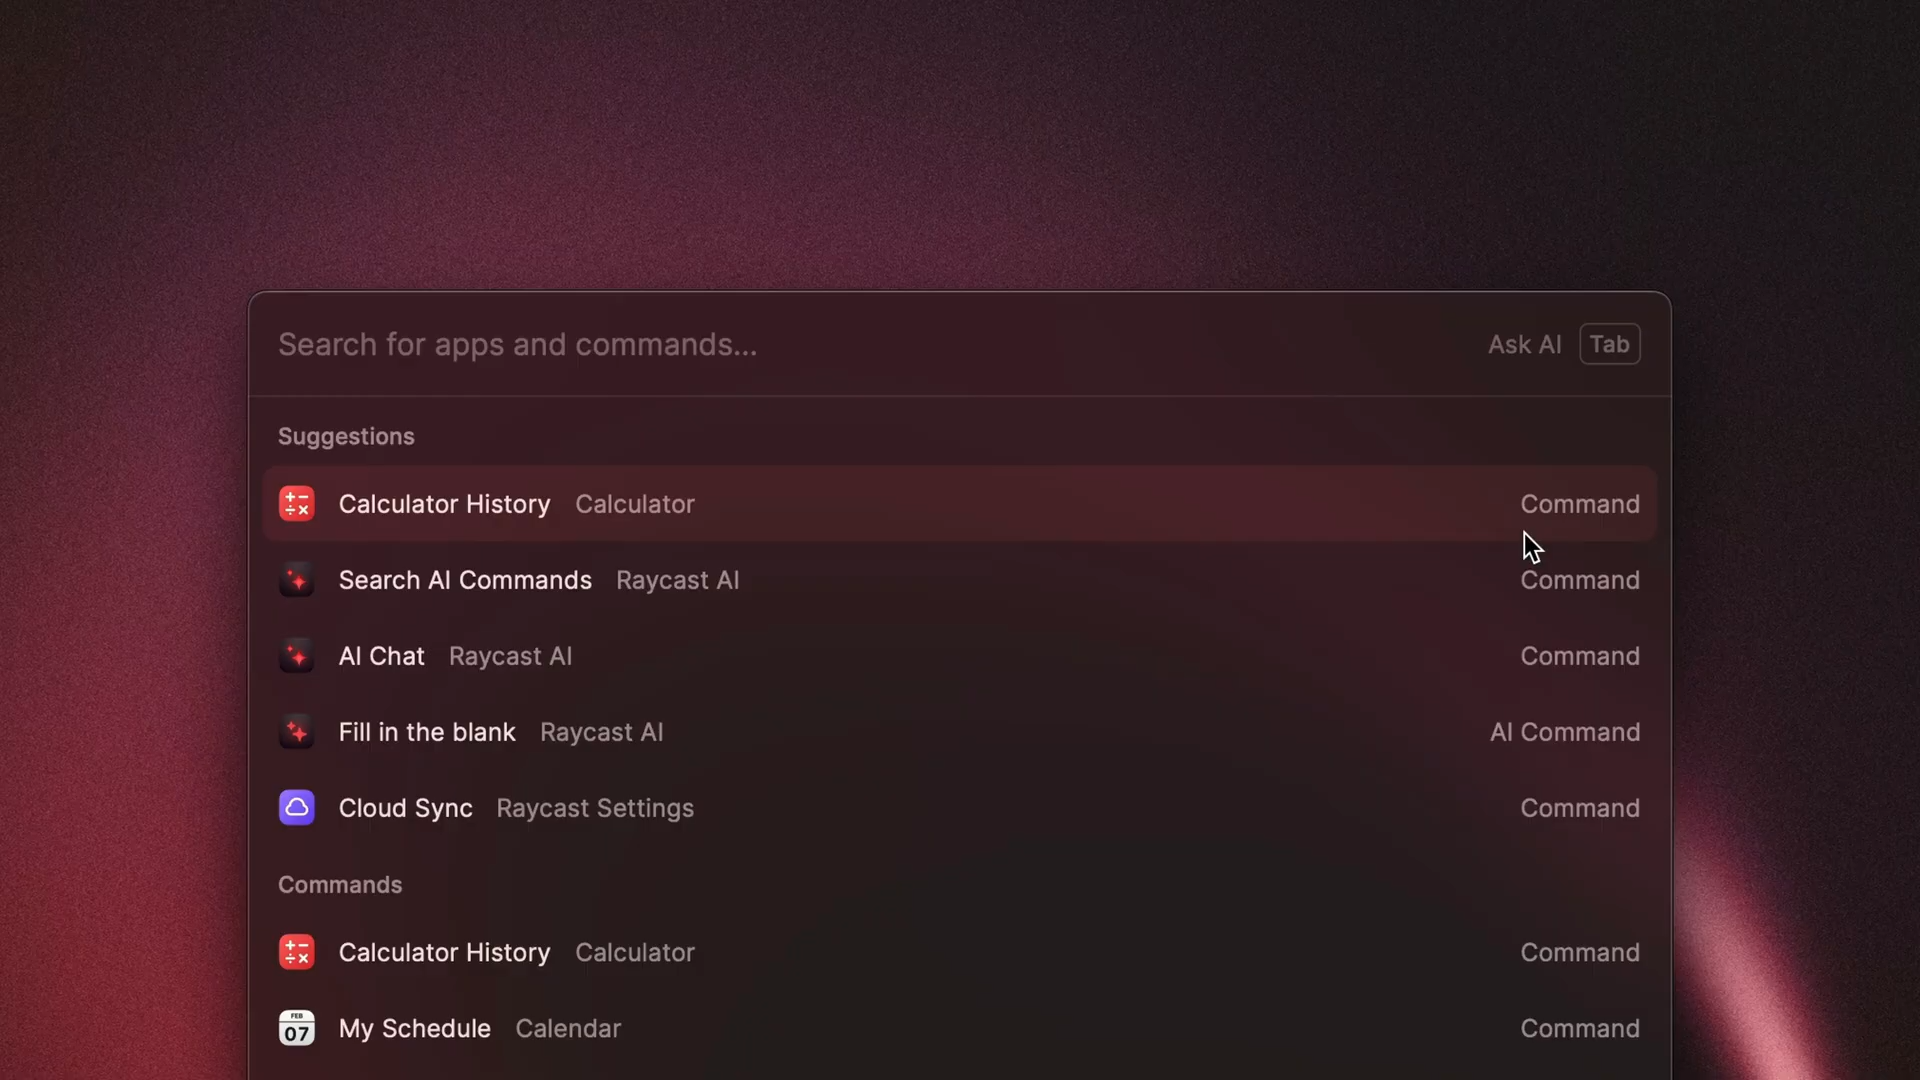 Search for apps and commands... Ask AI Tab
Suggestions
Calculator History Calculator Command
Search AI Commands Raycast AI Command
AI Chat Raycast AI Command
Fill in the blank Raycast AI AI Command
Cloud Sync Raycast Settings Command
Commands
Calculator History Calculator Command
FEB
07 My Schedule Calendar Command